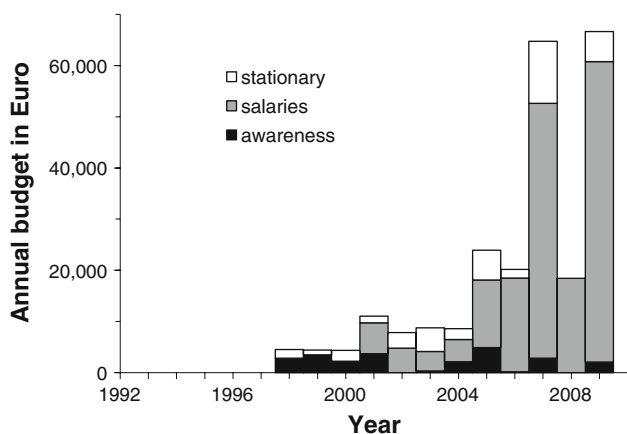 Annual budget in Euro
60,000
40,000
20,000
0
stationary
salaries
awareness
1992 1996 2000 2004 2008
Year